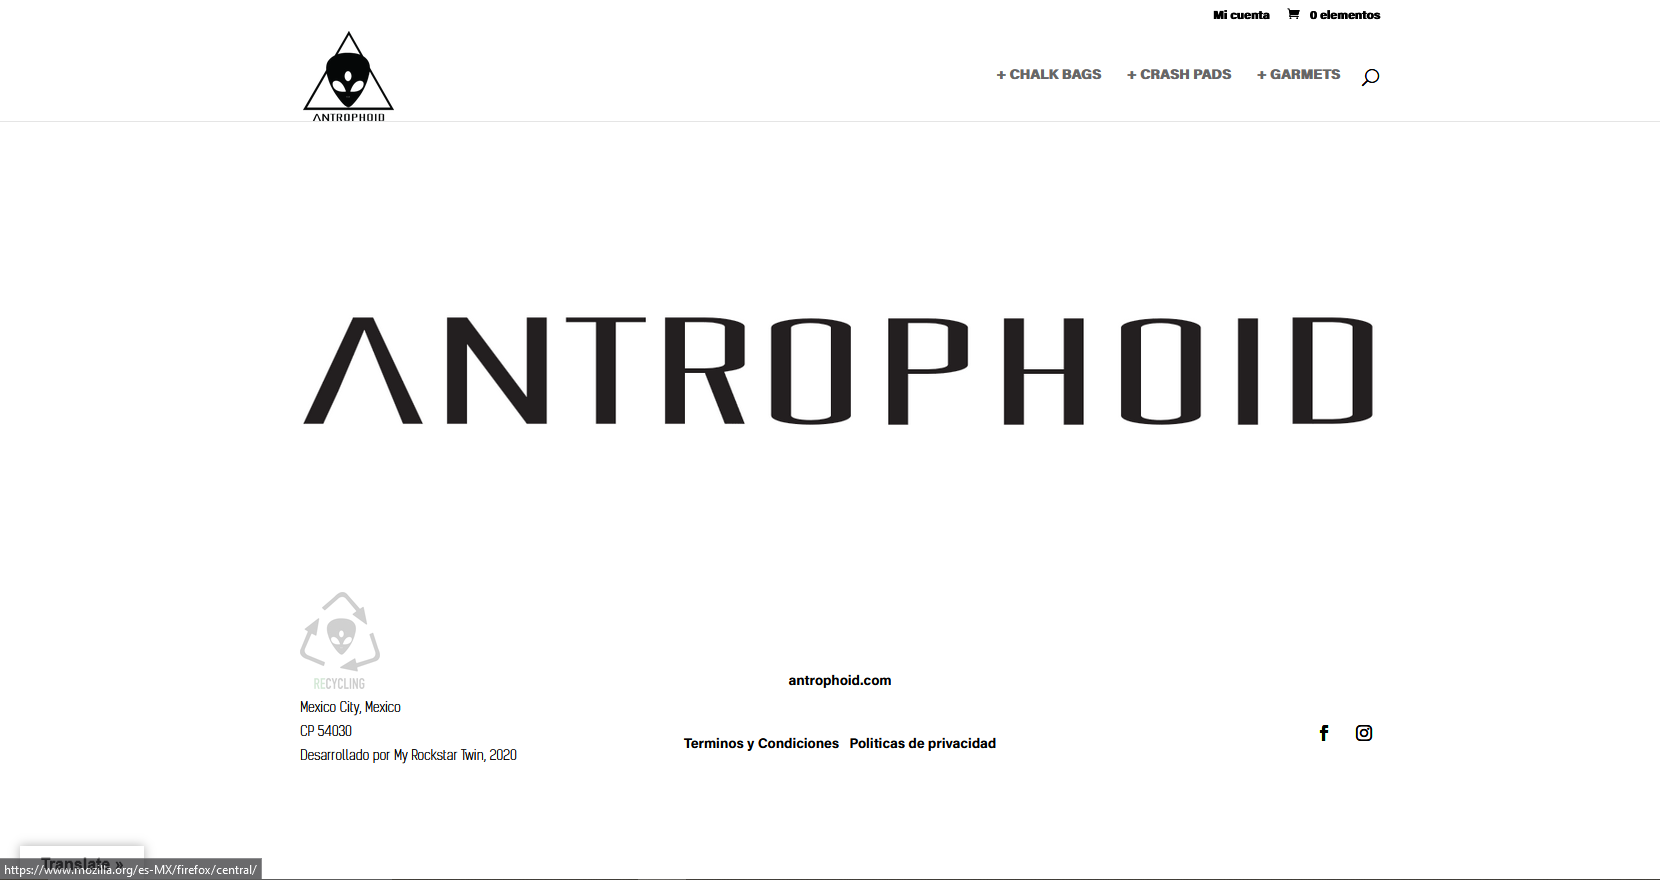 Mi cuenta 0 elementos
ANTROPHOID
+ CHALK BAGS + CRASH PADS + GARMETS
ANTROPHOID
RECYCLING
Mexico City, Mexico
CP 54030
Desarrollado por My Rockstar Twin, 2020
antrophoid.com
Terminos y Condiciones Politicas de privacidad
Translate »
https://www.mozilla.org/es-MX/firefox/central/